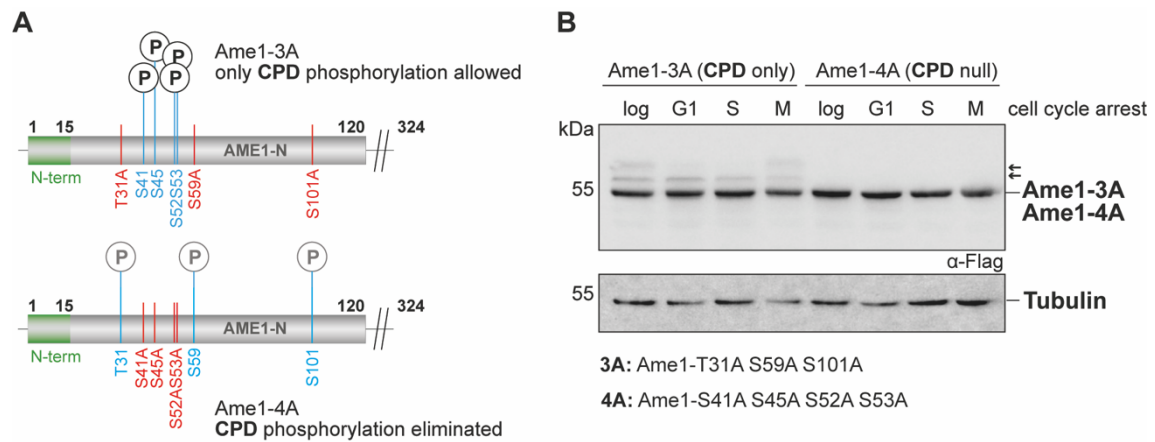 A
P
P
P
P
Ame1-3A
only CPD phosphorylation allowed
1 15 120 324
AME1-N
N-term
T31A S41 S45 S52S53 S59A S101A
P P P
1 15 120 324
AME1-N
N-term
T31 S41A S45A S52AS53A S59 S101
Ame1-4A
CPD phosphorylation eliminated
B
Ame1-3A (CPD only) Ame1-4A (CPD null)
log G1 S M log G1 S M cell cycle arrest
kDa
55
Ame1-3A
Ame1-4A
α-Flag
55
Tubulin
3A: Ame1-T31A S59A S101A
4A: Ame1-S41A S45A S52A S53A